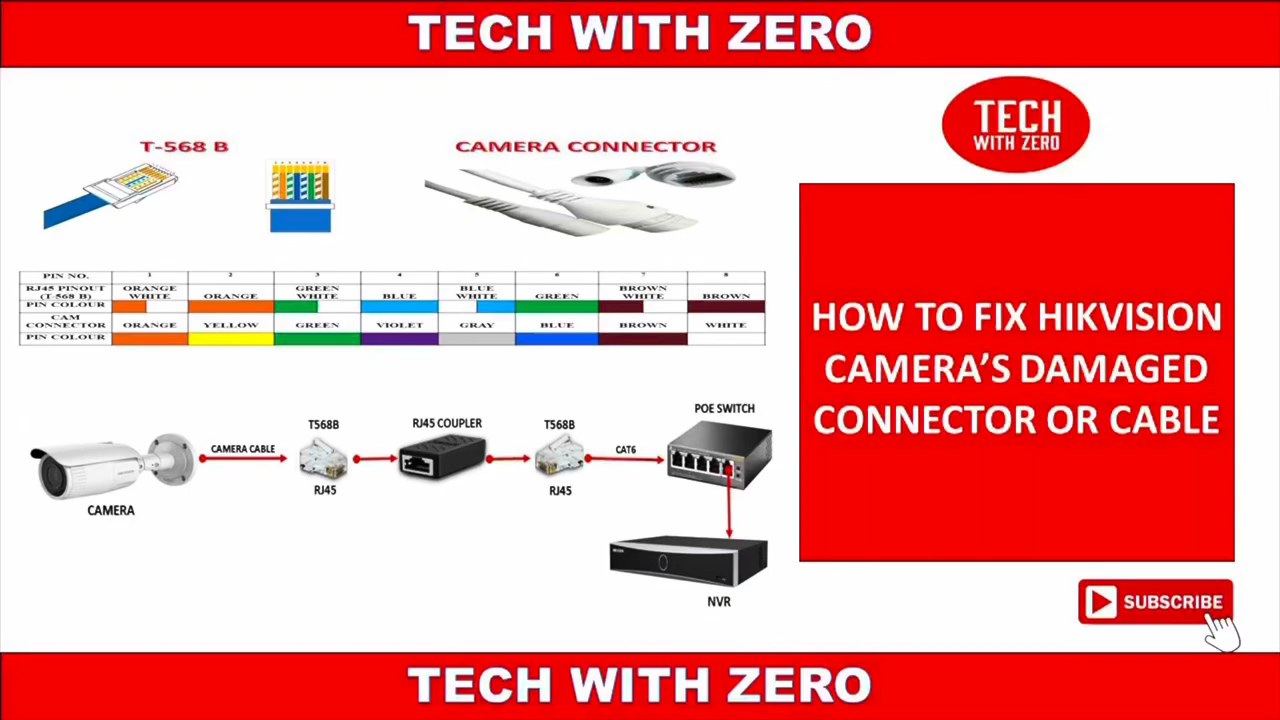 TECH WITH ZERO
TECH
WITH ZERO
T-568 B
CAMERA CONNECTOR
PIN NO. 1 2 3 4 5 6 7 8
RJ45 PINOUT (T-568 B) ORANGE WHITE ORANGE GREEN WHITE BLUE BLUE WHITE GREEN BROWN WHITE BROWN
PIN COLOUR
CAM CONNECTOR ORANGE YELLOW GREEN VIOLET GRAY BLUE BROWN WHITE
PIN COLOUR
HOW TO FIX HIKVISION
CAMERA'S DAMAGED
CONNECTOR OR CABLE
CAMERA
CAMERA CABLE
T568B
RJ45
RJ45 COUPLER
T568B
RJ45
CAT6
POE SWITCH
NVR
SUBSCRIBE
TECH WITH ZERO